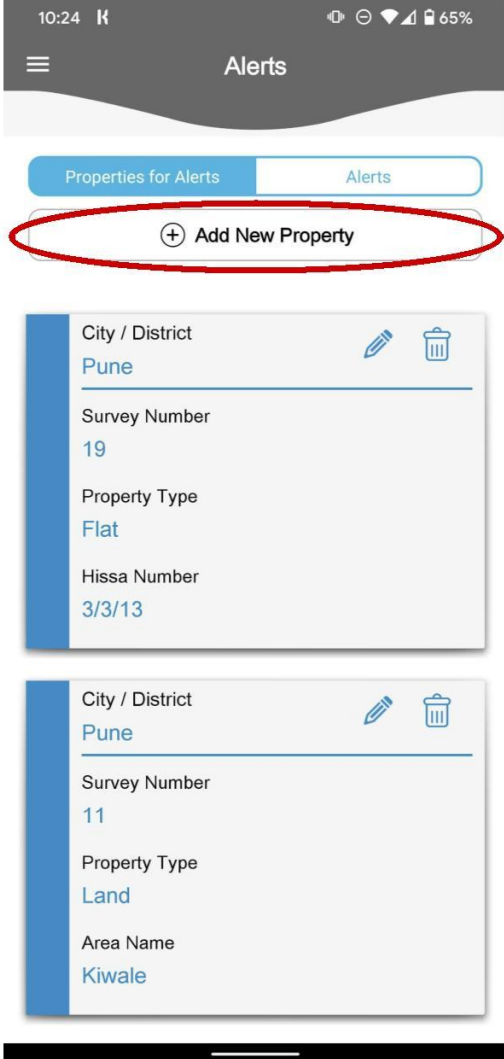 10:24 65%
Alerts
Properties for Alerts Alerts
Add New Property
City / District
Pune
Survey Number
19
Property Type
Flat
Hissa Number
3/3/13
City / District
Pune
Survey Number
11
Property Type
Land
Area Name
Kiwale